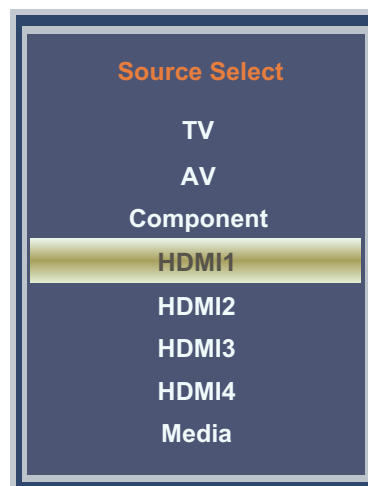 Source Select
TV
AV
Component
HDMI1
HDMI2
HDMI3
HDMI4
Media